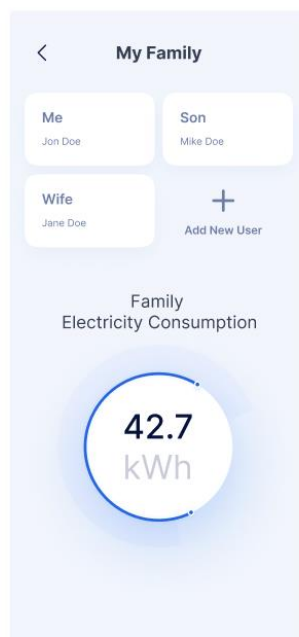 My Family
Me
Jon Doe
Son
Mike Doe
Wife
Jane Doe
Add New User
Family
Electricity Consumption
42.7
kWh